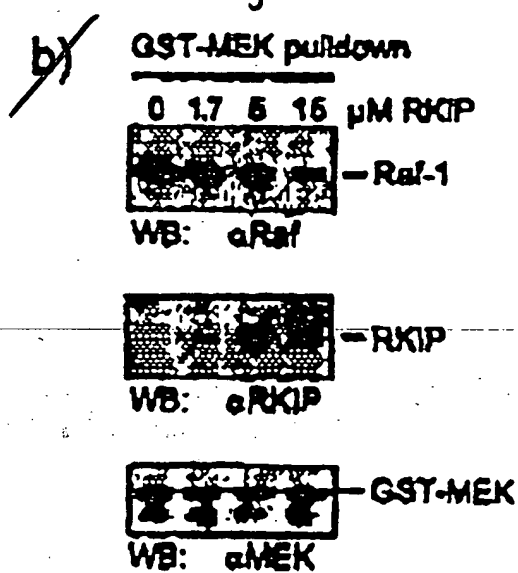 b) GST-MEK pulldown
0 1.7 5 15 µM RKIP
Raf-1
WB: αRaf
RKIP
WB: αRKIP
GST-MEK
WB: αMEK